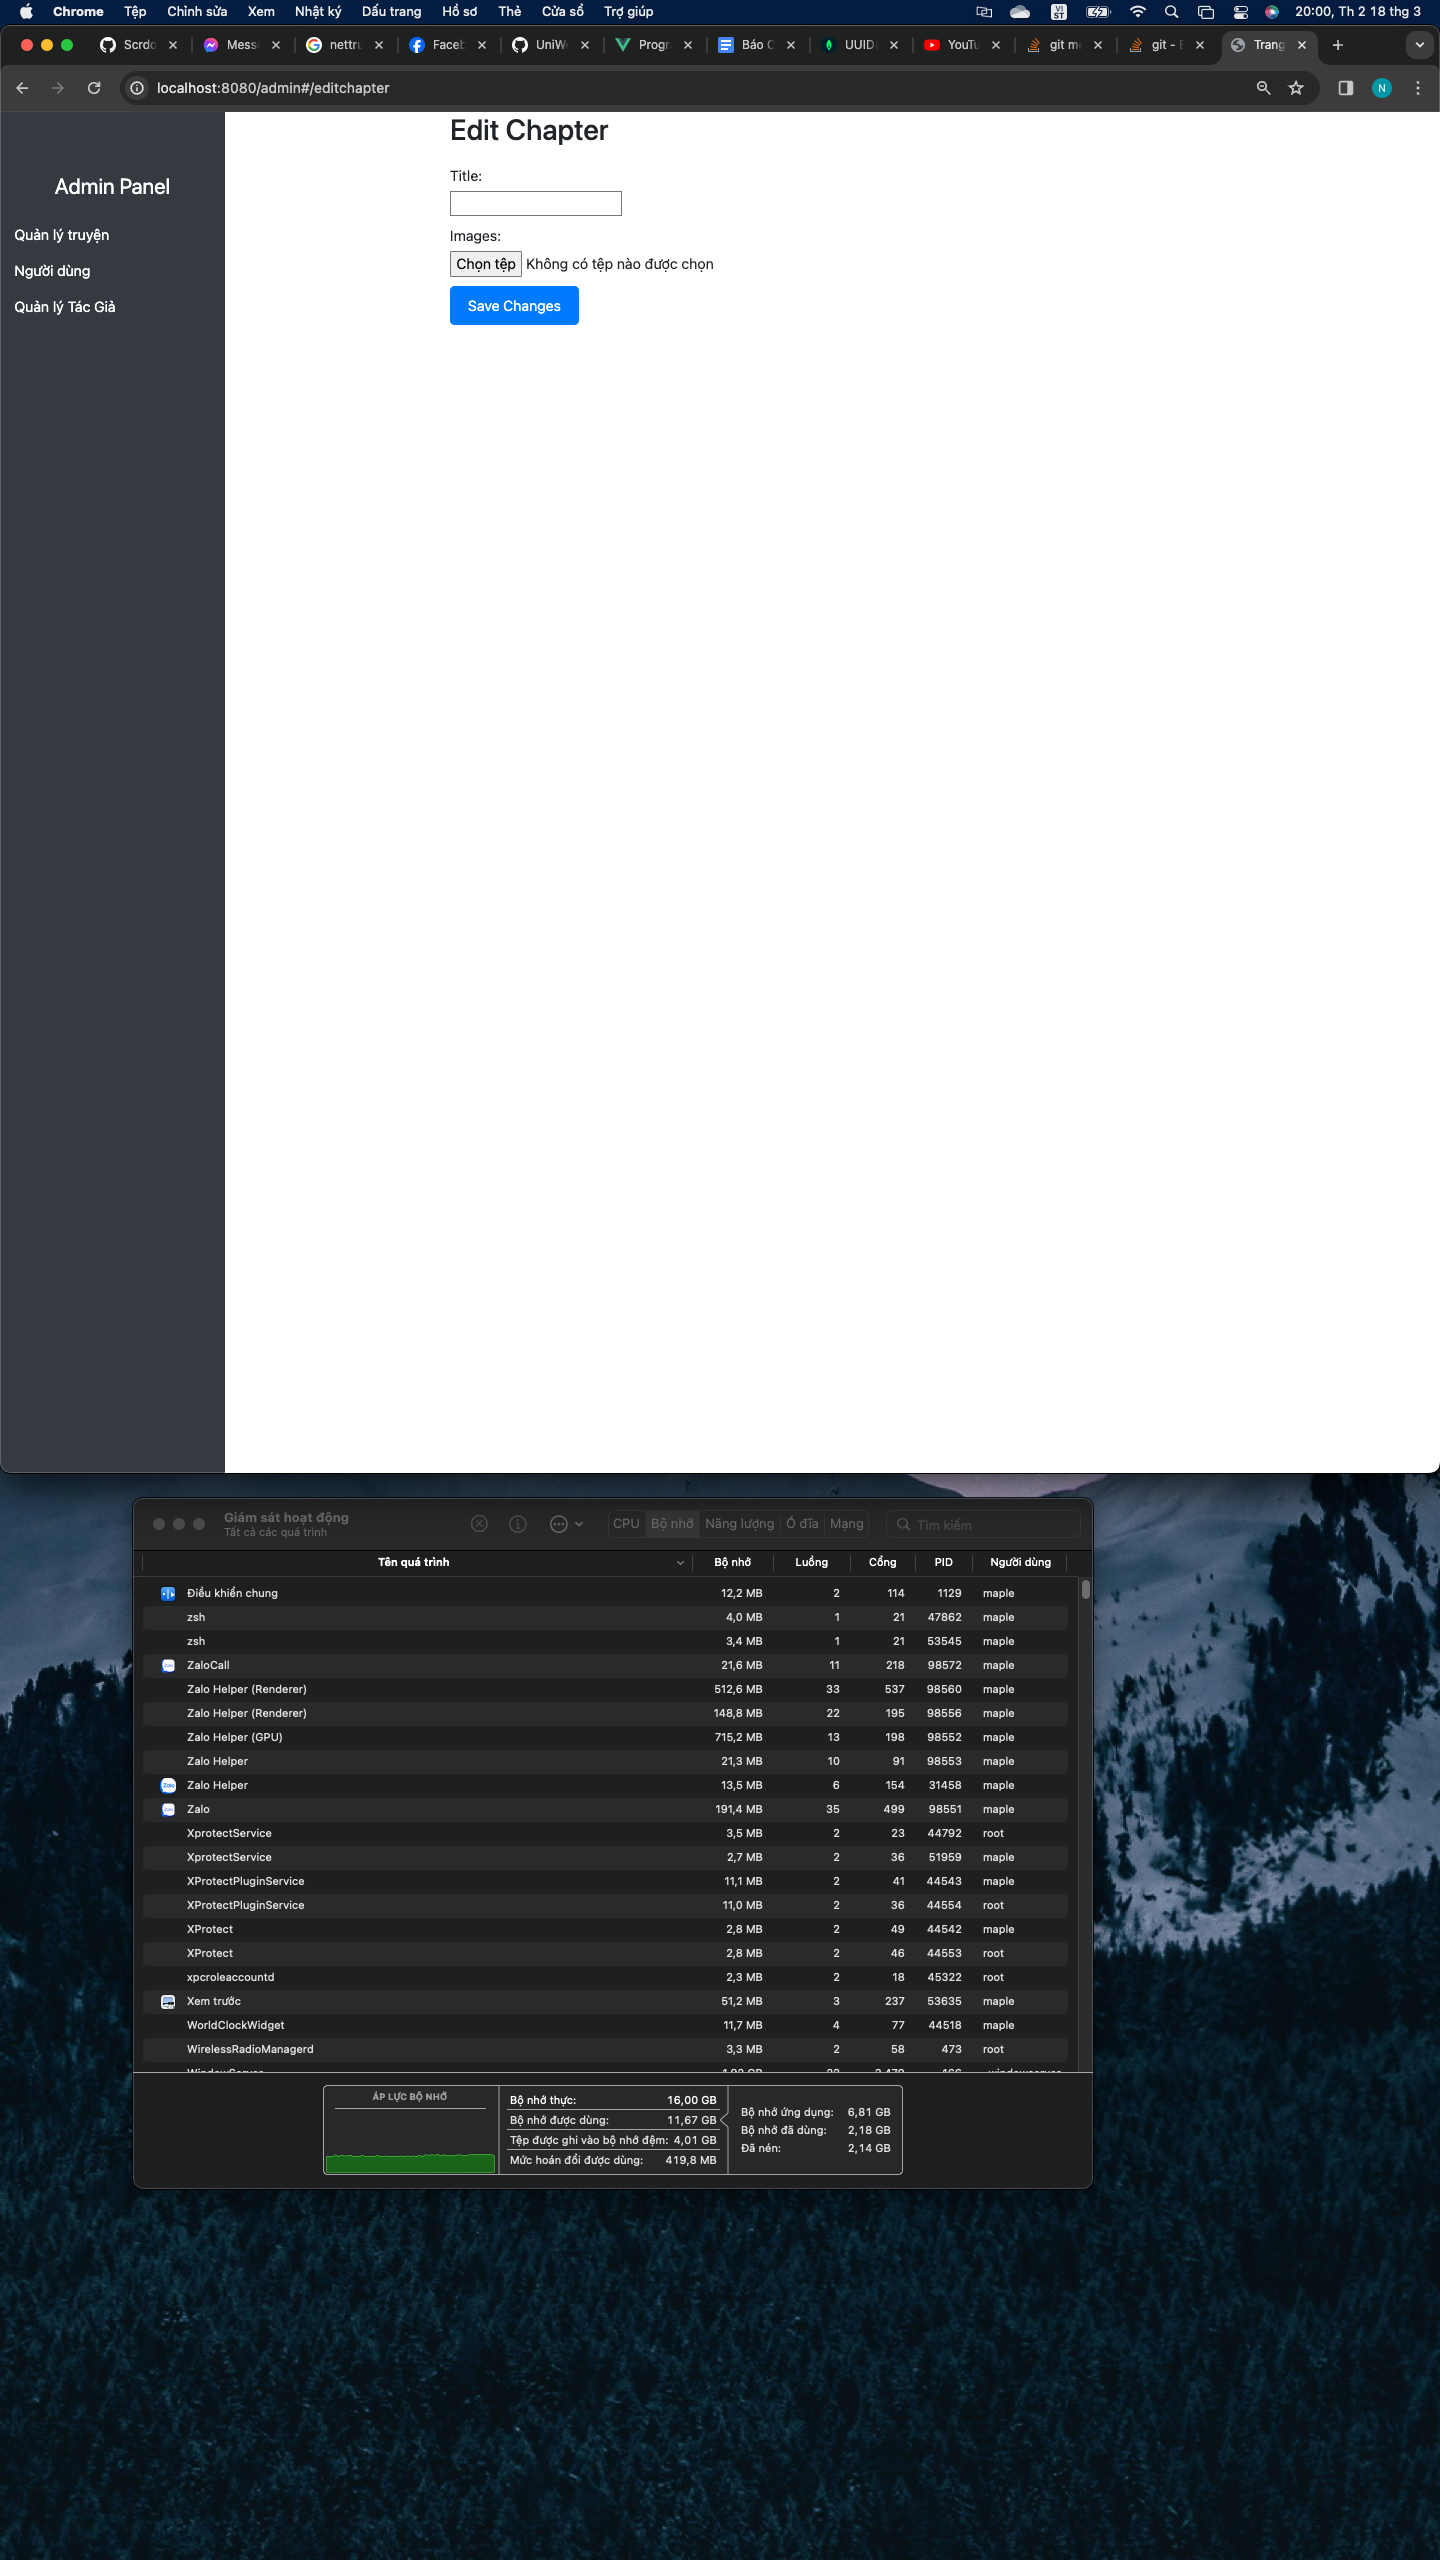 Chrome Tệp Chỉnh sửa Xem Nhật ký Dấu trang Hồ sơ Thẻ Cửa sổ Trợ giúp VI ST 20:00, Th 2 18 thg 3
Scrdo Mess nettru Faceb UniW Progr Báo C UUID YouTu git me git - Trang
localhost:8080/admin#/editchapter N
Edit Chapter
Title:
Images:
Chọn tệp Không có tệp nào được chọn
Save Changes
Admin Panel
Quản lý truyện
Người dùng
Quản lý Tác Giả
Giám sát hoạt động
Tất cả các quá trình
CPU Bộ nhớ Năng lượng Ổ đĩa Mạng Tìm kiếm
Tên quá trình Bộ nhớ Luồng Cổng PID Người dùng
Điều khiển chung 12,2 MB 2 114 1129 maple
zsh 4,0 MB 1 21 47862 maple
zsh 3,4 MB 1 21 53545 maple
ZaloCall 21,6 MB 11 218 98572 maple
Zalo Helper (Renderer) 512,6 MB 33 537 98560 maple
Zalo Helper (Renderer) 148,8 MB 22 195 98556 maple
Zalo Helper (GPU) 715,2 MB 13 198 98552 maple
Zalo Helper 21,3 MB 10 91 98553 maple
Zalo Helper 13,5 MB 6 154 31458 maple
Zalo 191,4 MB 35 499 98551 maple
XprotectService 3,5 MB 2 23 44792 root
XprotectService 2,7 MB 2 36 51959 maple
XProtectPluginService 11,1 MB 2 41 44543 maple
XProtectPluginService 11,0 MB 2 36 44554 root
XProtect 2,8 MB 2 49 44542 maple
XProtect 2,8 MB 2 46 44553 root
xpcroleaccountd 2,3 MB 2 18 45322 root
Xem trước 51,2 MB 3 237 53635 maple
WorldClockWidget 11,7 MB 4 77 44518 maple
WirelessRadioManagerd 3,3 MB 2 58 473 root
ÁP LỰC BỘ NHỚ
Bộ nhớ thực: 16,00 GB
Bộ nhớ được dùng: 11,67 GB
Tệp được ghi vào bộ nhớ đệm: 4,01 GB
Mức hoán đổi được dùng: 419,8 MB
Bộ nhớ ứng dụng: 6,81 GB
Bộ nhớ đã dùng: 2,18 GB
Đã nén: 2,14 GB